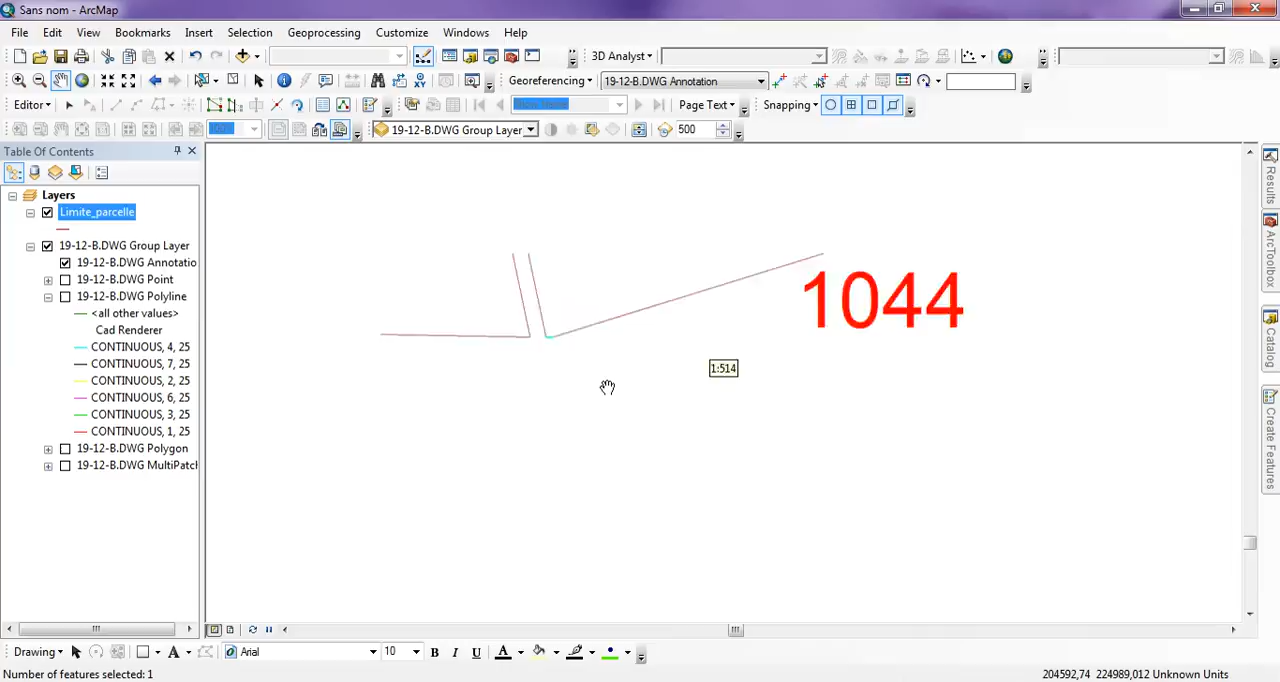 Sans nom - ArcMap
File Edit View Bookmarks Insert Selection Geoprocessing Customize Windows Help
3D Analyst
Georeferencing 19-12-B.DWG Annotation
Editor Page Text Snapping
19-12-B.DWG Group Layer 500
Table Of Contents
Layers
Limite_parcelle
19-12-B.DWG Group Layer
19-12-B.DWG Annotatio
19-12-B.DWG Point
19-12-B.DWG Polyline
<all other values>
Cad Renderer
CONTINUOUS, 4, 25
CONTINUOUS, 7, 25
CONTINUOUS, 2, 25
CONTINUOUS, 6, 25
CONTINUOUS, 3, 25
CONTINUOUS, 1, 25
19-12-B.DWG Polygon
19-12-B.DWG MultiPatch
1044
1:514
Results
ArcToolbox
Catalog
Create Features
Drawing A Arial 10 B I U A
Number of features selected: 1
204592,74 224989,012 Unknown Units